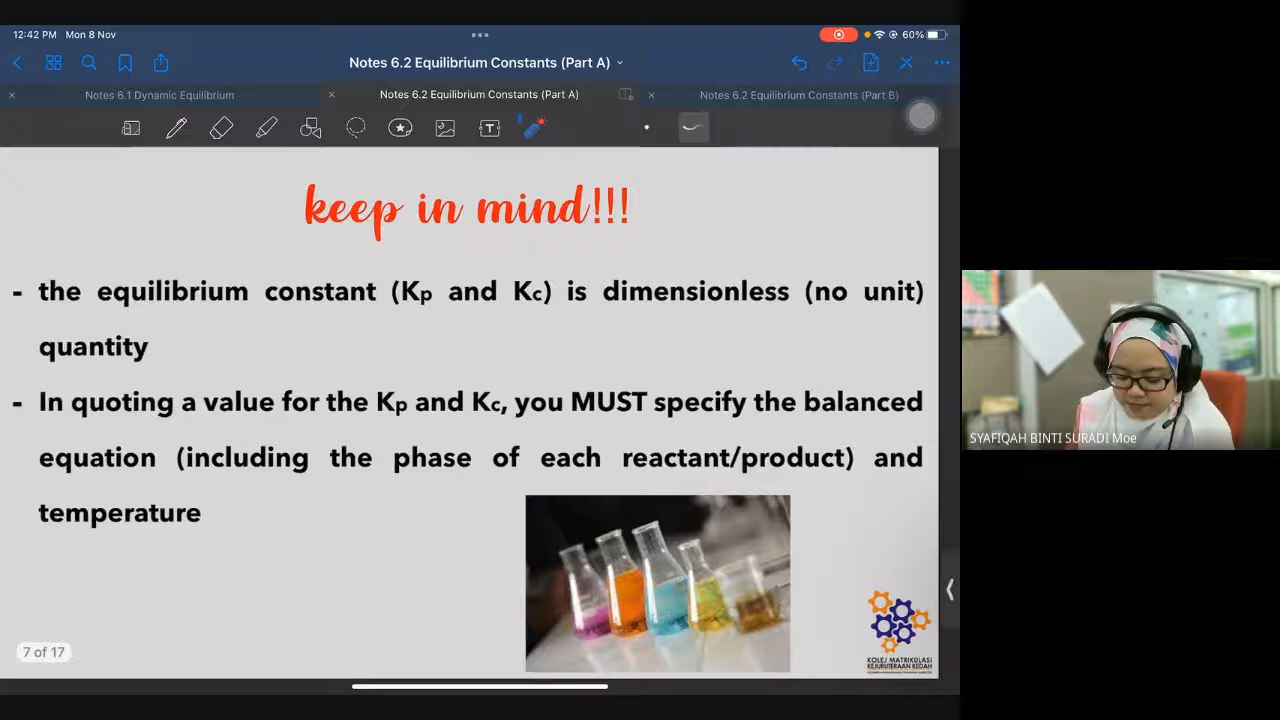 12:42 PM Mon 8 Nov
60%
Notes 6.2 Equilibrium Constants (Part A)
Notes 6.1 Dynamic Equilibrium
Notes 6.2 Equilibrium Constants (Part A)
Notes 6.2 Equilibrium Constants (Part B)
keep in mind!!!
- the equilibrium constant (Kp and Kc) is dimensionless (no unit)
quantity
- In quoting a value for the Kp and Kc, you MUST specify the balanced
equation (including the phase of each reactant/product) and
temperature
SYAFIQAH BINTI SURADI Moe
7 of 17
KOLEJ MATRIKULASI
KEJURUTERAAN KEDAH